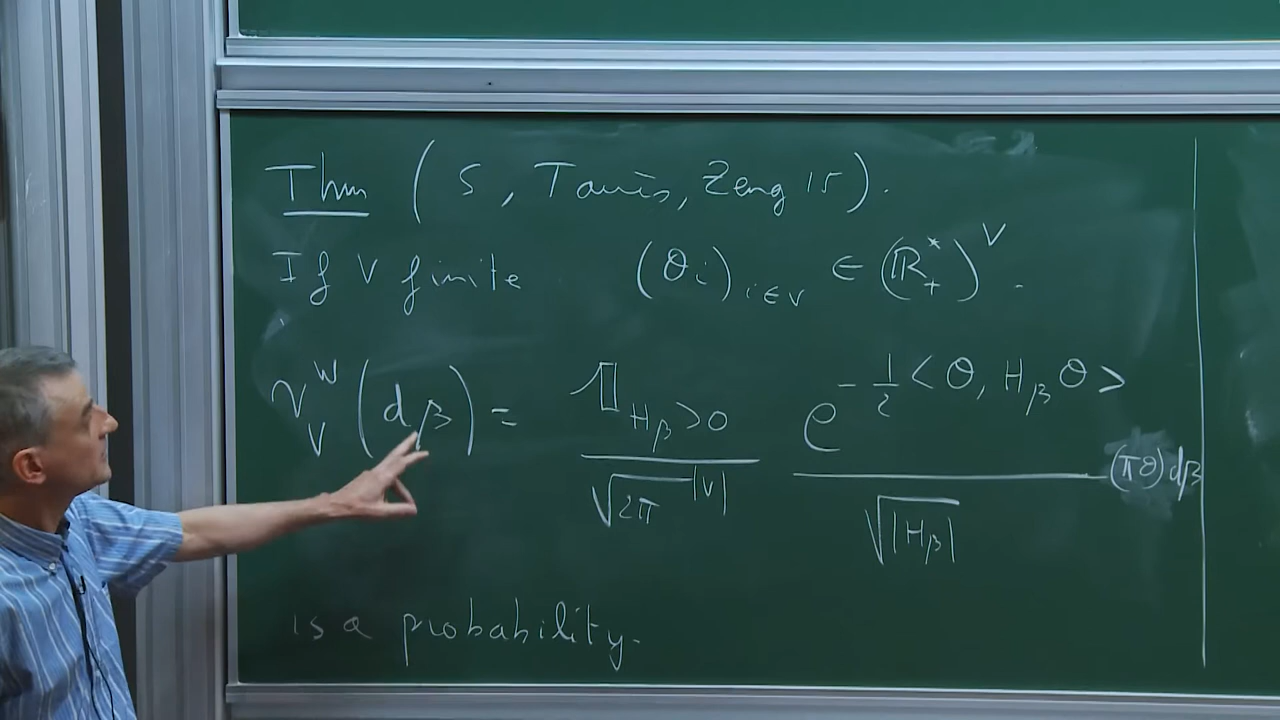 Thm (S, Tarrès, Zeng 15).
If V finite (θi)i∈V ∈ (ℝ*+)^V.
ν_V^W (dβ) = 𝟙_{Hβ>0} / √2π^{|V|} e^{-1/2 <θ, Hβ θ>} / √|Hβ| (πθ) dβ
is a probability.